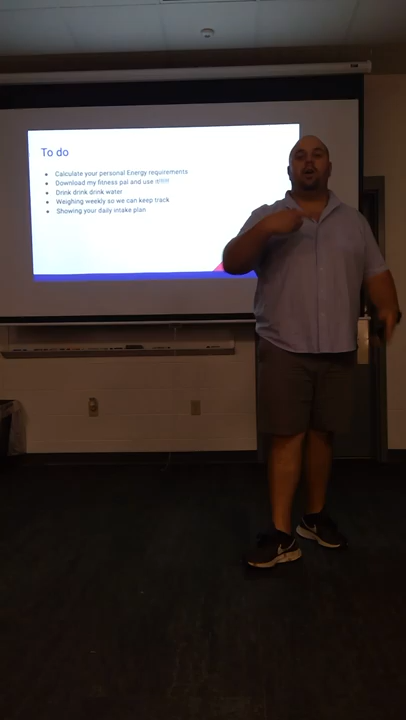 To do
Calculate your personal Energy requirements
Download my fitness pal and use it!!!!!!
Drink drink drink water
Weighing weekly so we can keep track
Showing your daily intake plan